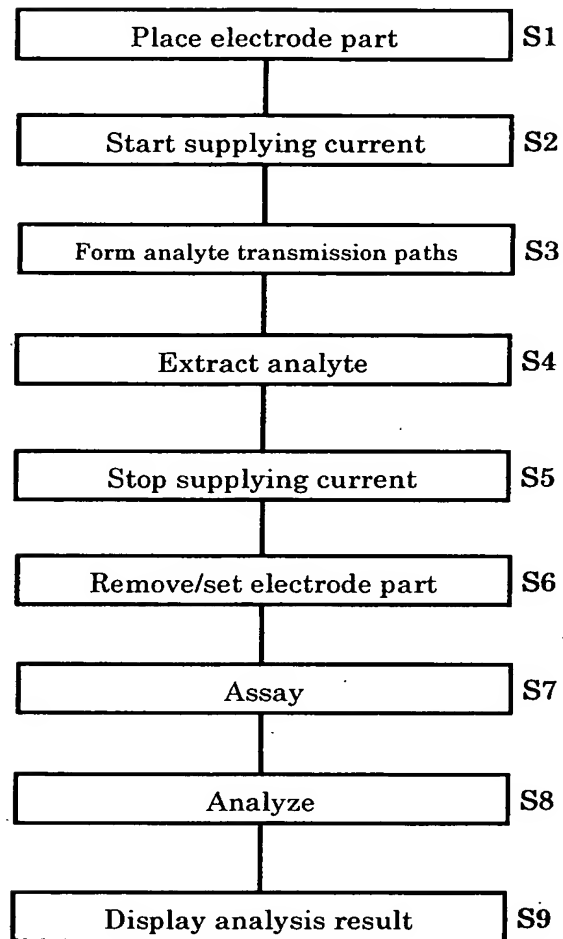 Place electrode part S1
Start supplying current S2
Form analyte transmission paths S3
Extract analyte S4
Stop supplying current S5
Remove/set electrode part S6
Assay S7
Analyze S8
Display analysis result S9